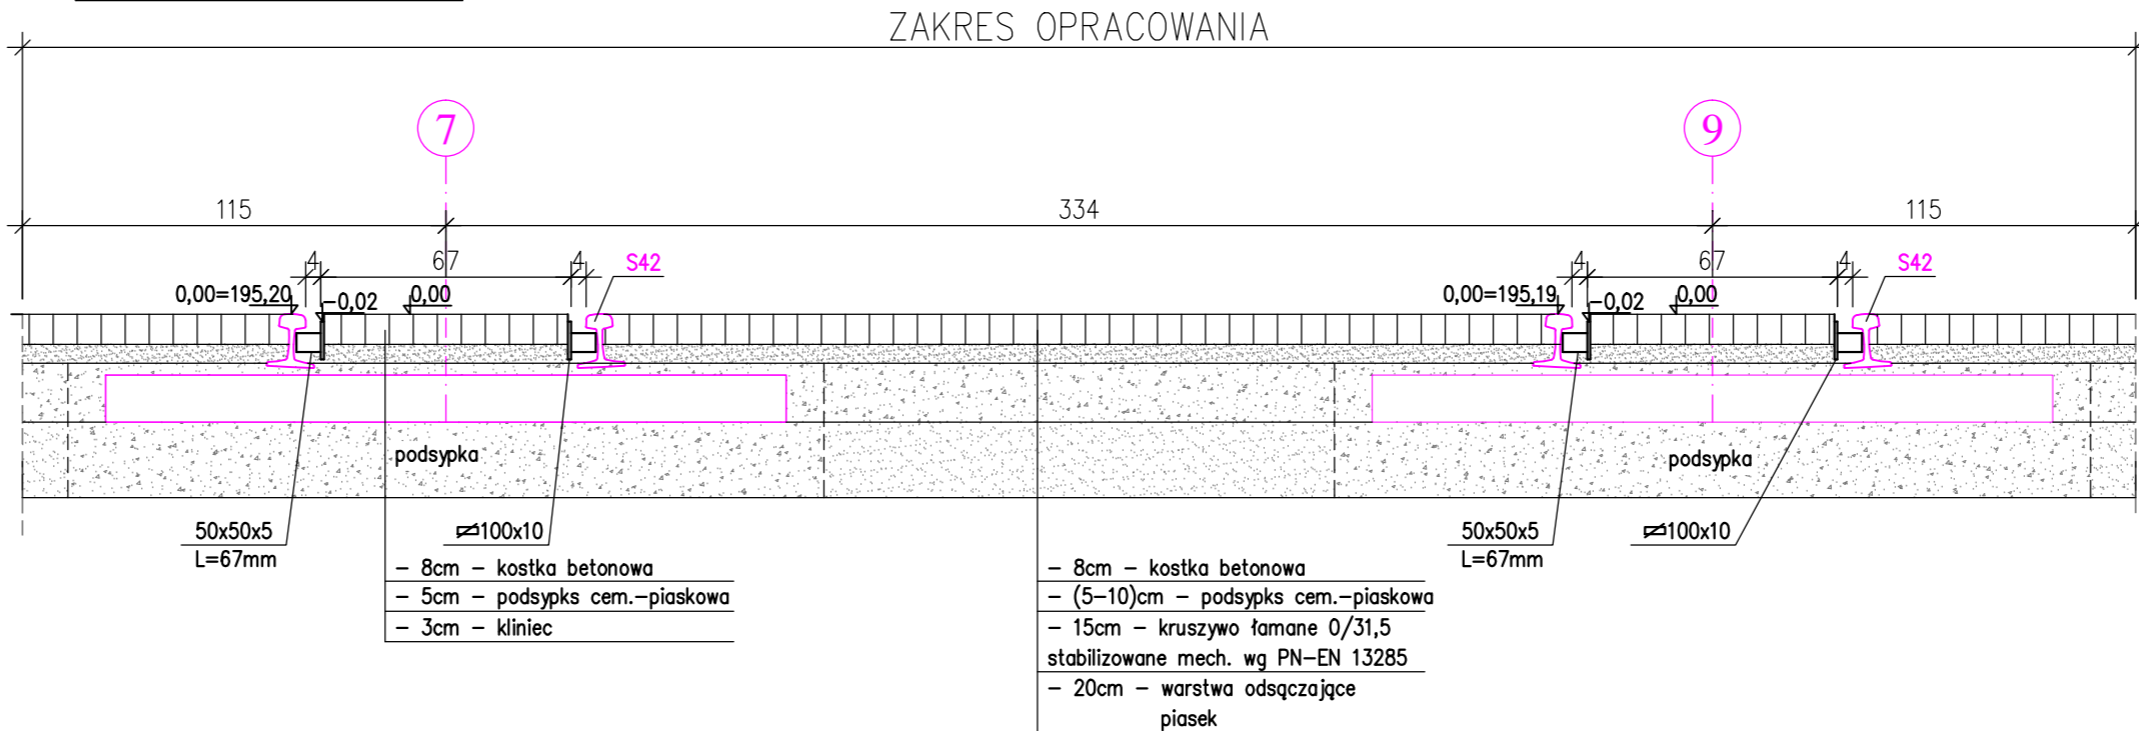 ZAKRES OPRACOWANIA
7
9
115
334
115
4
67
4
S42
4
67
4
S42
0,00=195,20
-0,02
0,00
0,00=195,19
-0,02
0,00
podsypka
podsypka
50x50x5
L=67mm
100x10
50x50x5
L=67mm
100x10
- 8cm - kostka betonowa
- 5cm - podsypks cem.-piaskowa
- 3cm - kliniec
- 8cm - kostka betonowa
- (5-10)cm - podsypks cem.-piaskowa
- 15cm - kruszywo łamane 0/31,5
stabilizowane mech. wg PN-EN 13285
- 20cm - warstwa odsączające
piasek